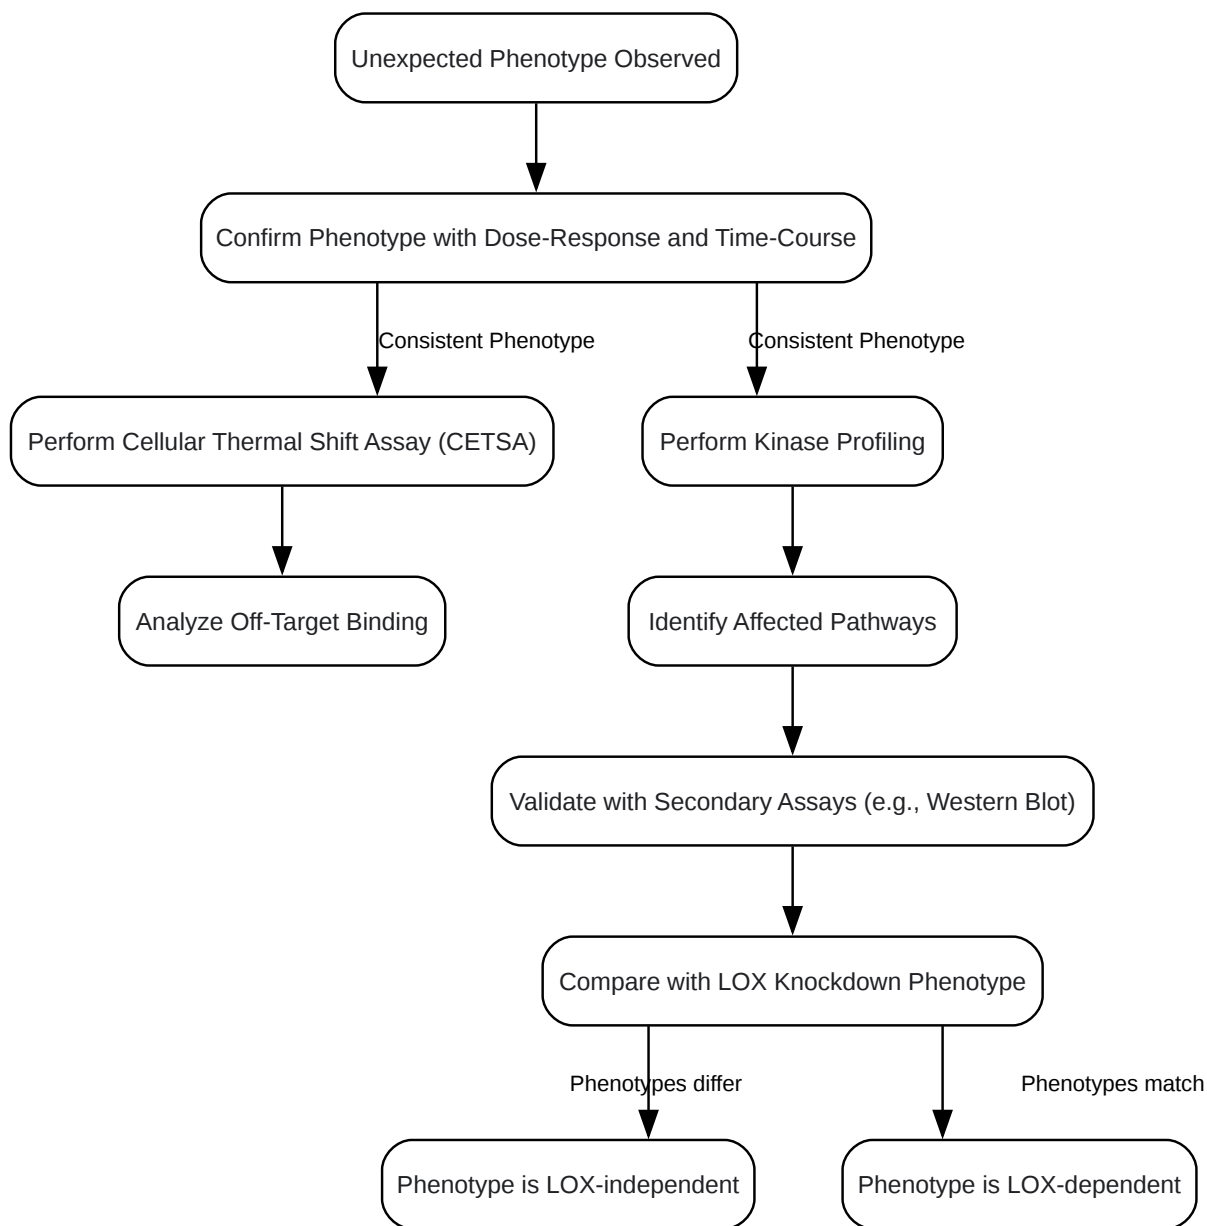 Unexpected Phenotype Observed
Confirm Phenotype with Dose-Response and Time-Course
Consistent Phenotype
Consistent Phenotype
Perform Cellular Thermal Shift Assay (CETSA)
Perform Kinase Profiling
Analyze Off-Target Binding
Identify Affected Pathways
Validate with Secondary Assays (e.g., Western Blot)
Compare with LOX Knockdown Phenotype
Phenotypes differ
Phenotypes match
Phenotype is LOX-independent
Phenotype is LOX-dependent